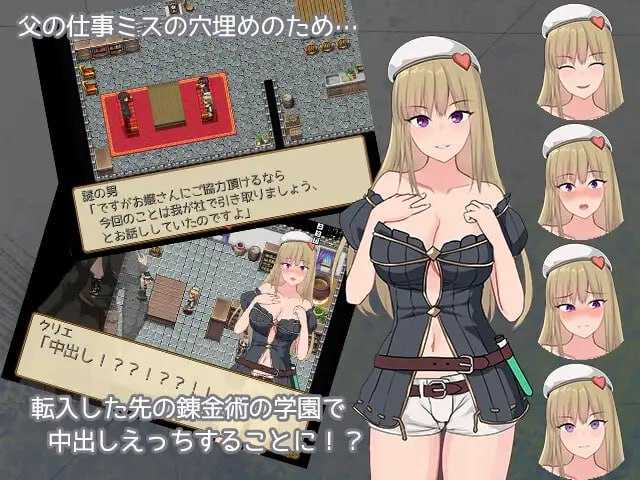 父の仕事ミスの穴埋めのため…
謎の男
「ですがお嬢さんにご協力頂けるなら
今回のことは我が社で引き取りましょう、
とお話ししていたのですよ」
クリエ
「中出し！？？！？？！！
転入した先の錬金術の学園で
中出しえっちすることに！？